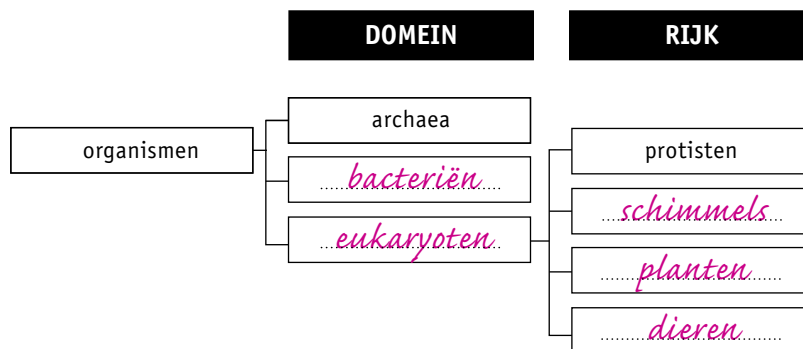 DOMEIN
RIJK
organismen
archaea
bacteriën
eukaryoten
protisten
schimmels
planten
dieren